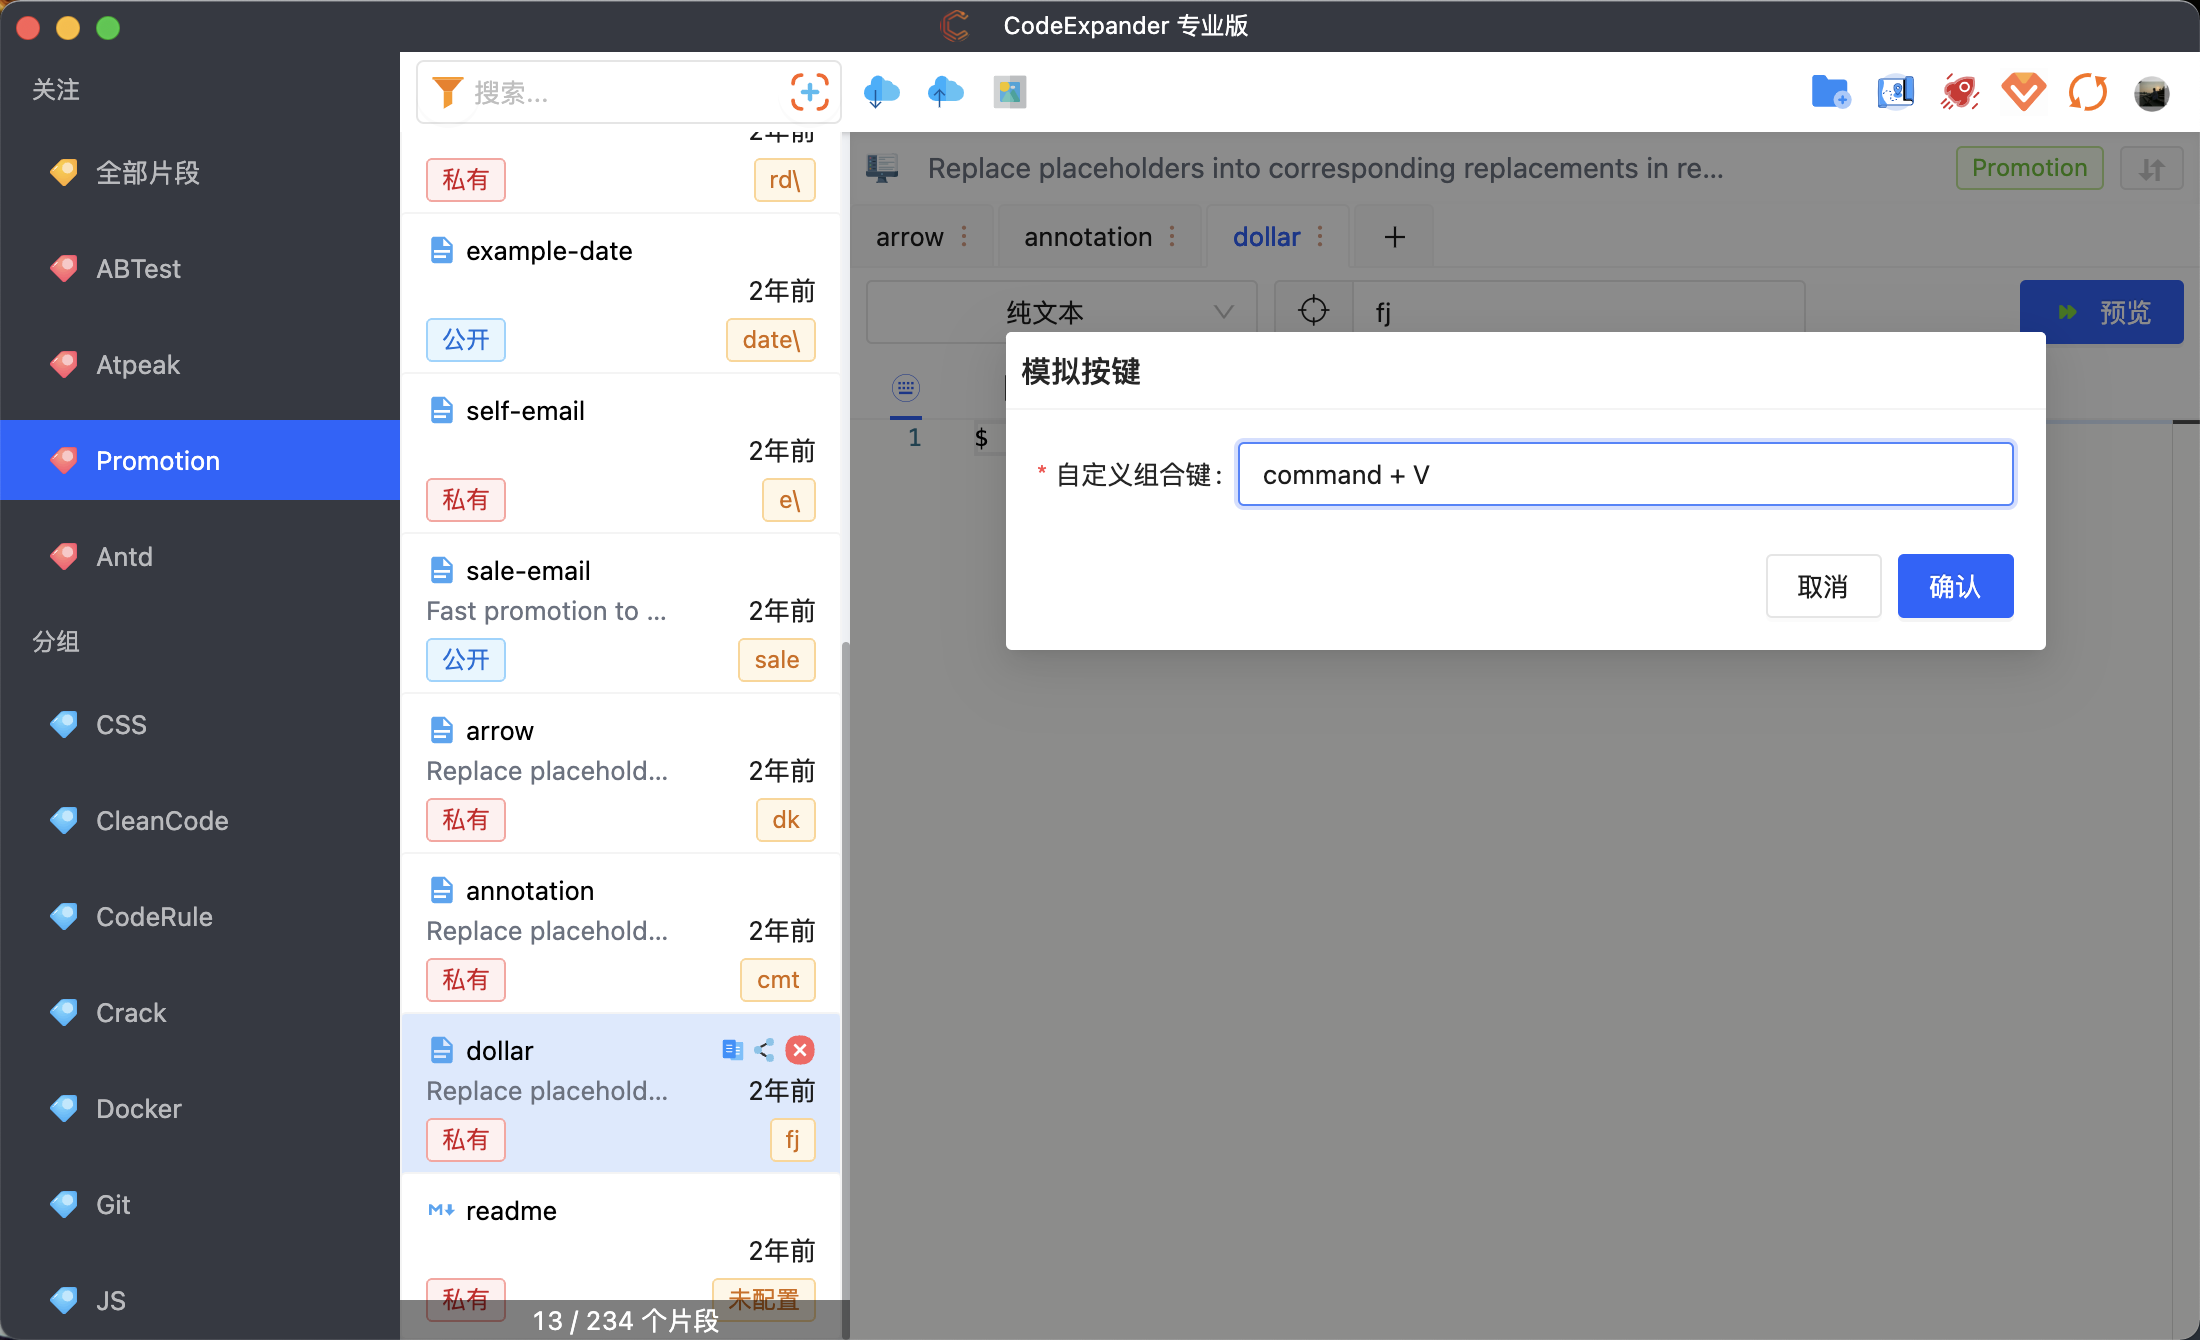 CodeExpander 专业版
关注
全部片段
ABTest
Atpeak
Promotion
Antd
分组
CSS
CleanCode
CodeRule
Crack
Docker
Git
JS
搜索...
2年前
私有
rd\
example-date
2年前
公开
date\
self-email
2年前
私有
e\
sale-email
Fast promotion to ...
2年前
公开
sale
arrow
Replace placehold...
2年前
私有
dk
annotation
Replace placehold...
2年前
私有
cmt
dollar
Replace placehold...
2年前
私有
fj
readme
2年前
私有
未配置
13 / 234 个片段
Replace placeholders into corresponding replacements in re...
Promotion
arrow
annotation
dollar
纯文本
fj
预览
1
$
模拟按键
* 自定义组合键:
command + V
取消
确认